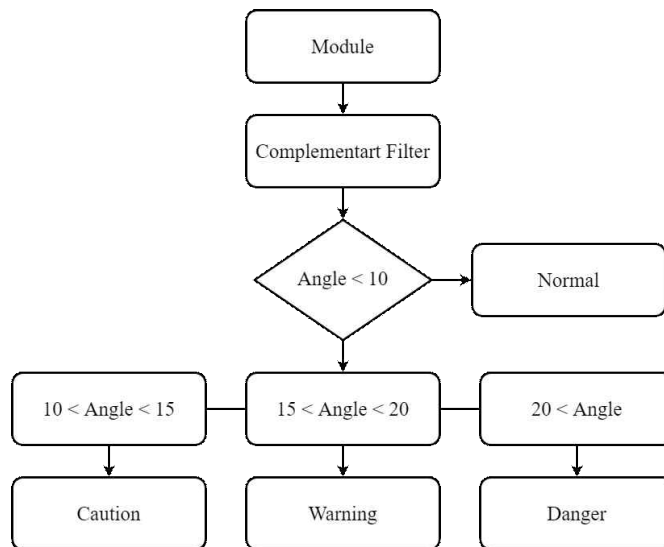 Module
Complementart Filter
Angle < 10
Normal
10 < Angle < 15
15 < Angle < 20
20 < Angle
Caution
Warning
Danger